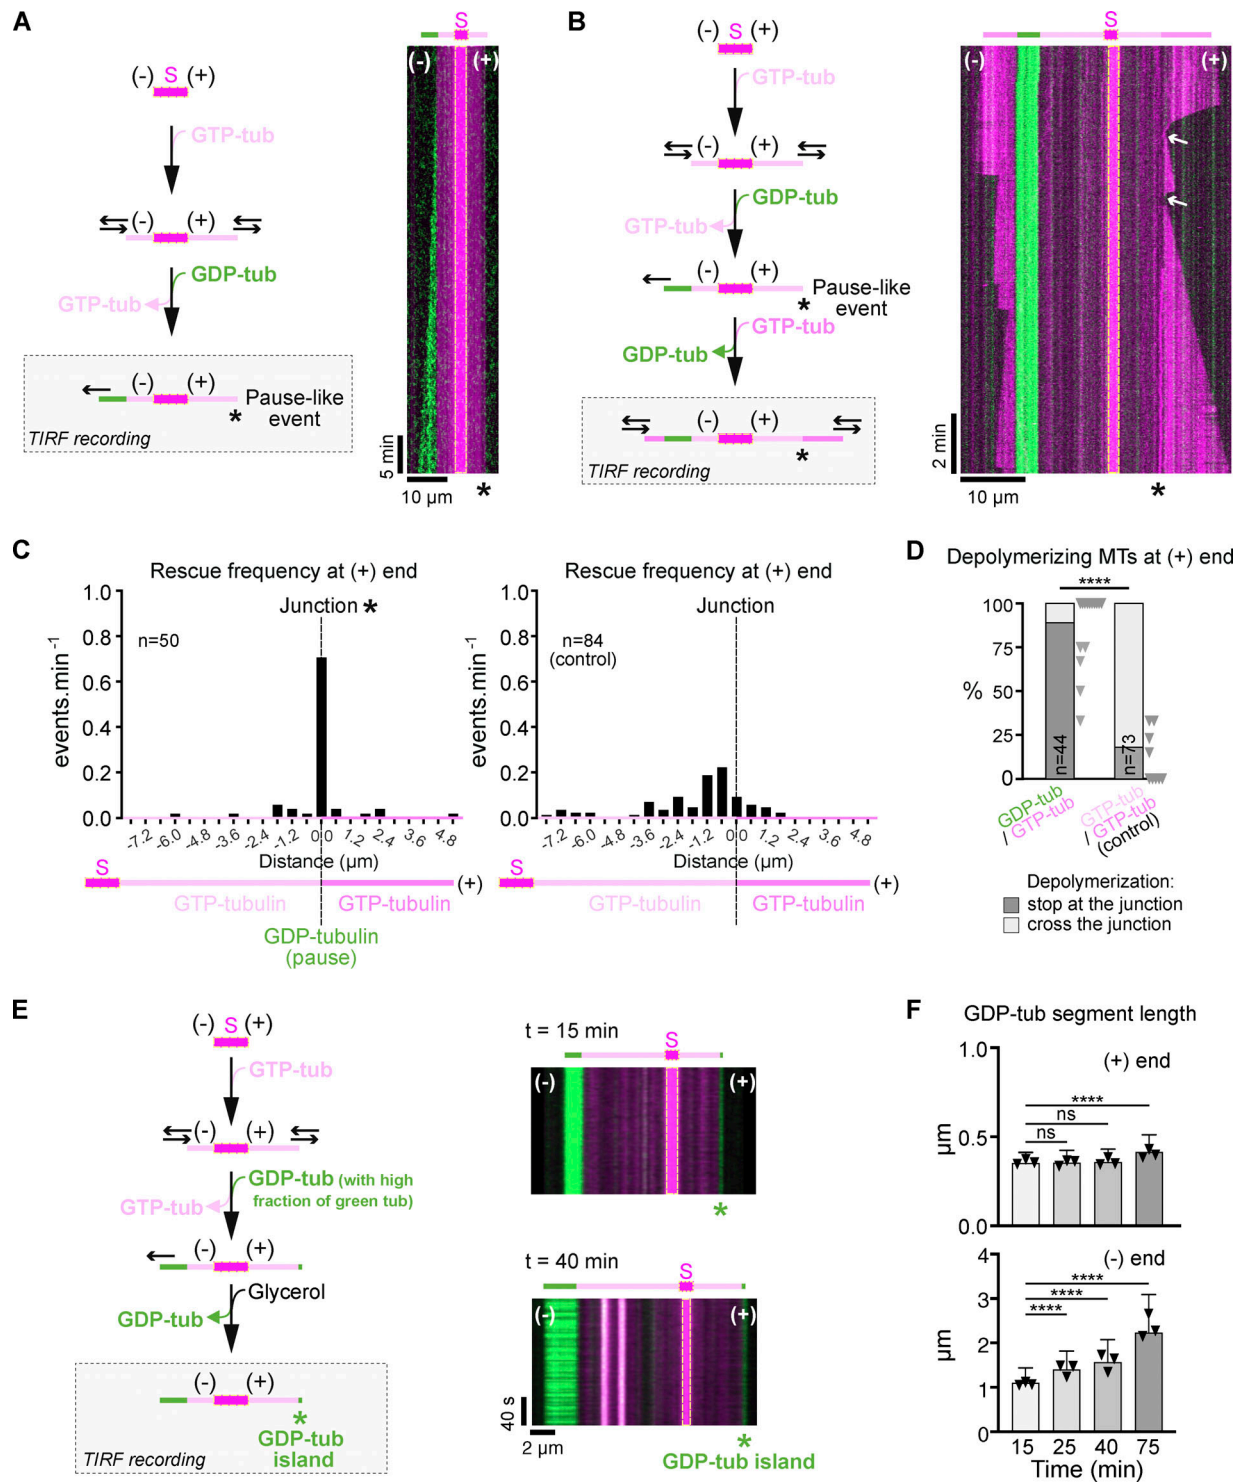 A
S
(-) (+)
GTP-tub
(-) (+)
GDP-tub
GTP-tub
(-) (+)
Pause-like
* event
TIRF recording
S
(-) (+)
5 min
10 µm *
B
(-) S (+)
GTP-tub
(-) (+)
GDP-tub
GTP-tub
(-) (+)
Pause-like
* event
GTP-tub
GDP-tub
(-) (+)
*
TIRF recording
S
(-) (+)
2 min
10 µm *
C
Rescue frequency at (+) end
Junction *
n=50
events.min⁻¹
1.0
0.8
0.6
0.4
0.2
0.0
-7.2 -6.0 -4.8 -3.6 -2.4 -1.2 0.0 1.2 2.4 3.6 4.8
Distance (µm)
S (+)
GTP-tubulin GTP-tubulin
GDP-tubulin
(pause)
Rescue frequency at (+) end
Junction
n=84
(control)
events.min⁻¹
1.0
0.8
0.6
0.4
0.2
0.0
-7.2 -6.0 -4.8 -3.6 -2.4 -1.2 0.0 1.2 2.4 3.6 4.8
Distance (µm)
S (+)
GTP-tubulin GTP-tubulin
D
Depolymerizing MTs at (+) end
****
100
75
%
50
25
0
n=44
n=73
GDP-tub
/ GTP-tub
GTP-tub
/ GTP-tub
(control)
Depolymerization:
stop at the junction
cross the junction
E
(-) S (+)
GTP-tub
(-) (+)
GDP-tub (with high
fraction of green tub)
GTP-tub
(-) (+)
Glycerol
GDP-tub
(-) (+)
*
GDP-tub
island
TIRF recording
t = 15 min
S
(-) (+)
*
t = 40 min
S
(-) (+)
40 s
2 µm
*
GDP-tub island
F
GDP-tub segment length
(+) end
1.0
****
ns
ns
µm
0.5
0.0
(-) end
4
****
****
****
3
µm
2
1
0
15 25 40 75
Time (min)